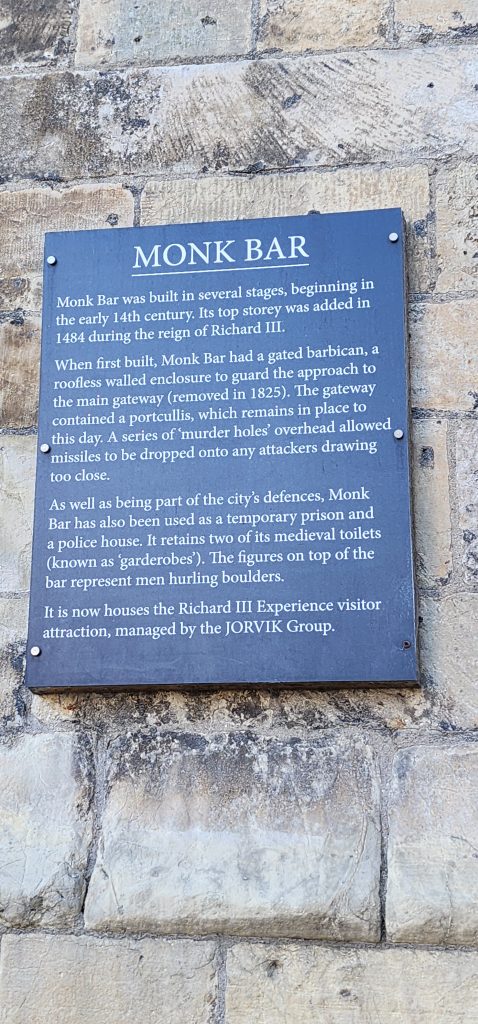 MONK BAR
Monk Bar was built in several stages, beginning in
the early 14th century. Its top storey was added in
1484 during the reign of Richard III.
When first built, Monk Bar had a gated barbican, a
roofless walled enclosure to guard the approach to
the main gateway (removed in 1825). The gateway
contained a portcullis, which remains in place to
this day. A series of ‘murder holes’ overhead allowed
missiles to be dropped onto any attackers drawing
too close.
As well as being part of the city’s defences, Monk
Bar has also been used as a temporary prison and
a police house. It retains two of its medieval toilets
(known as ‘garderobes’). The figures on top of the
bar represent men hurling boulders.
It is now houses the Richard III Experience visitor
attraction, managed by the JORVIK Group.